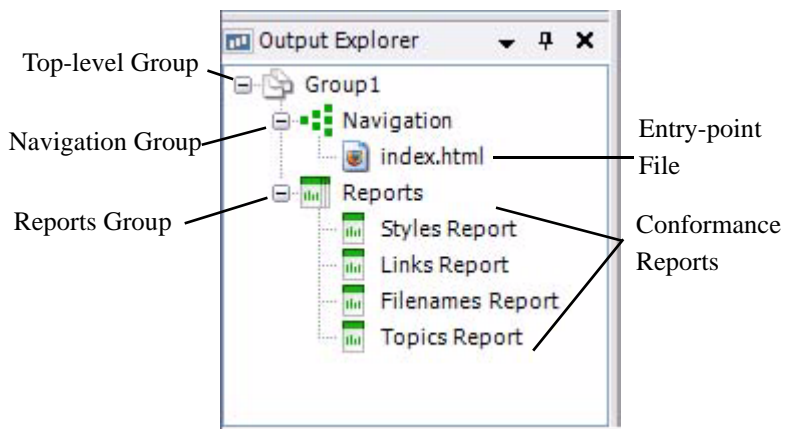 Output Explorer
Top-level Group
Group1
Navigation Group
Navigation
index.html
Entry-point
File
Reports Group
Reports
Styles Report
Links Report
Filenames Report
Topics Report
Conformance
Reports